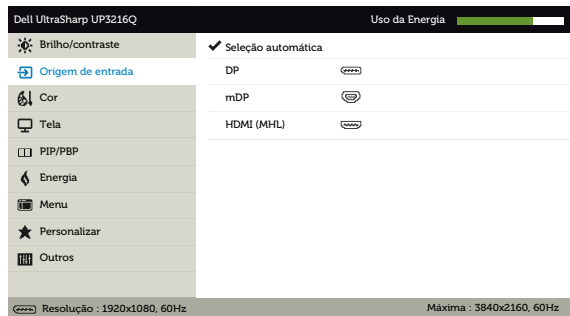 Dell UltraSharp UP3216Q Uso da Energia
Brilho/contraste
Seleção automática
Origem de entrada
DP
Cor
mDP
Tela
HDMI (MHL)
PIP/PBP
Energia
Menu
Personalizar
Outros
Resolução : 1920x1080, 60Hz Máxima : 3840x2160, 60Hz